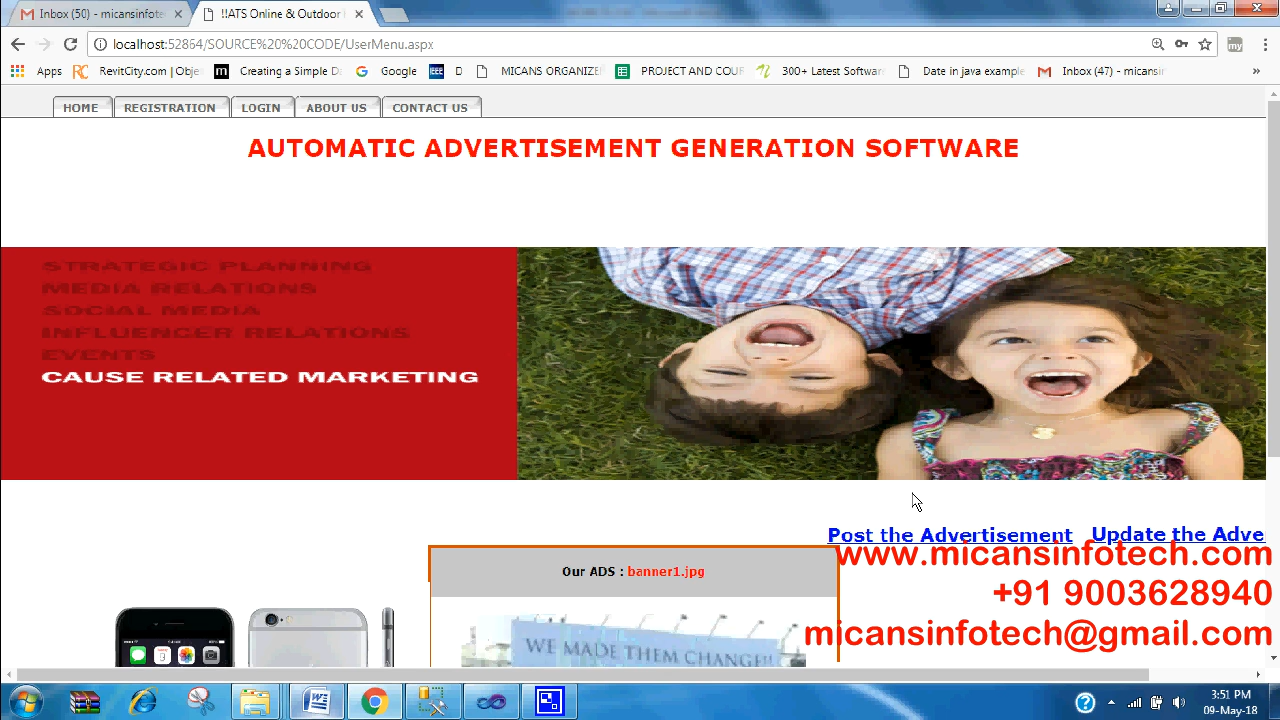 Inbox (50) - micansinfote
!!ATS Online & Outdoor
localhost:52864/SOURCE%20%20CODE/UserMenu.aspx
Apps RevitCity.com | Obje Creating a Simple D Google IEEE D MICANS ORGANIZER PROJECT AND COUR 300+ Latest Softwar Date in java example Inbox (47) - micansin »
HOME REGISTRATION LOGIN ABOUT US CONTACT US
AUTOMATIC ADVERTISEMENT GENERATION SOFTWARE
STRATEGIC PLANNING
MEDIA RELATIONS
SOCIAL MEDIA
INFLUENCER RELATIONS
EVENTS
CAUSE RELATED MARKETING
Post the Advertisement Update the Adve
Our ADS : banner1.jpg
WE MADE THEM CHANGE!!
www.micansinfotech.com
+91 9003628940
micansinfotech@gmail.com
3:51 PM
09-May-18